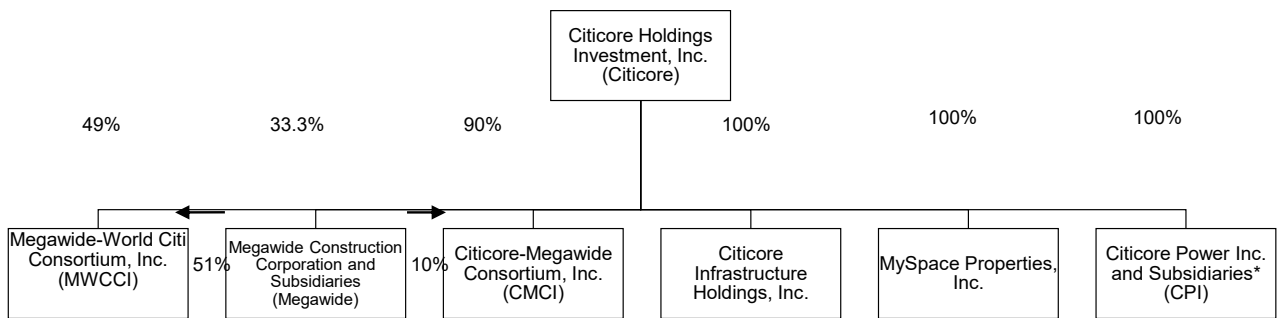 Citicore Holdings
Investment, Inc.
(Citicore)
49%
33.3%
90%
100%
100%
100%
Megawide-World Citi
Consortium, Inc.
(MWCCI)
51%
Megawide Construction
Corporation and
Subsidiaries
(Megawide)
10%
Citicore-Megawide
Consortium, Inc.
(CMCI)
Citicore
Infrastructure
Holdings, Inc.
MySpace Properties,
Inc.
Citicore Power Inc.
and Subsidiaries*
(CPI)